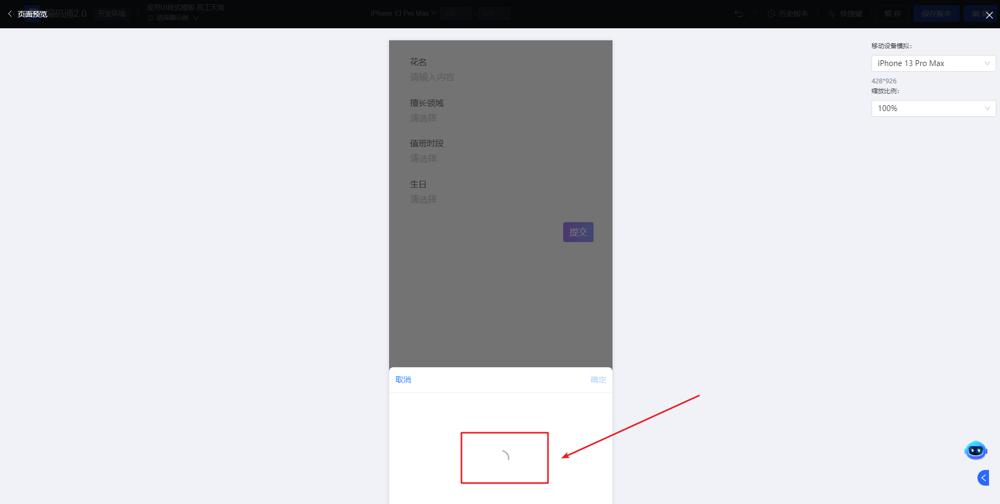 页面预览
编码通2.0
开发环境
应用UI样式模板-员工天地
选择器示例
iPhone 13 Pro Max
428
x
926
历史版本
快捷键
暂 存
保存版本
编
移动设备模拟：
iPhone 13 Pro Max
428*926
缩放比例：
100%
花名
请输入内容
擅长领域
请选择
值班时段
请选择
生日
请选择
提交
取消
确定